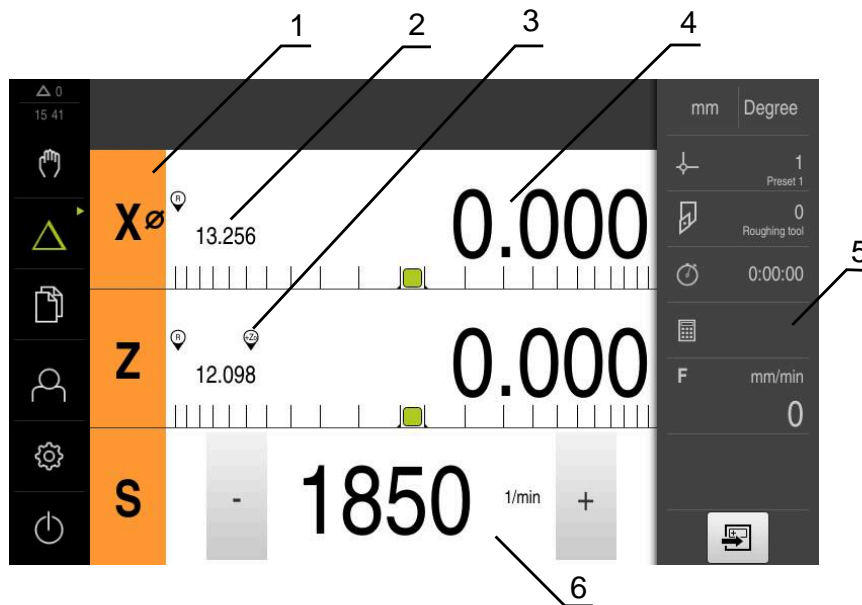 1 2 3 4
△ 0
15 41
mm Degree
1
Preset 1
X⌀ R 13.256 0.000
0
Roughing tool
5
0:00:00
Z R +Z₀ 12.098 0.000
F mm/min
0
S - 1850 1/min +
6